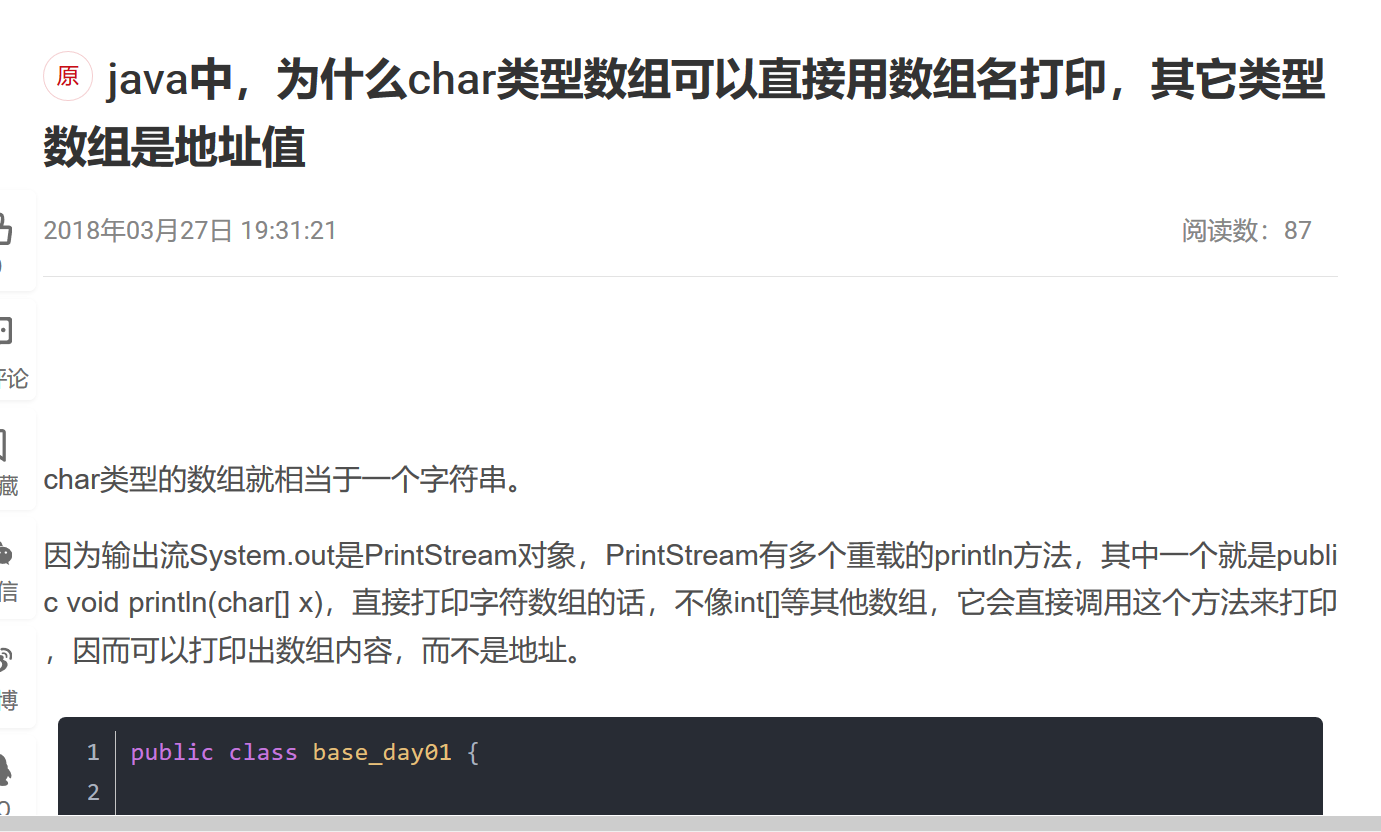 原 java中，为什么char类型数组可以直接用数组名打印，其它类型
数组是地址值
2018年03月27日 19:31:21
阅读数：87
评论
藏
信
博
char类型的数组就相当于一个字符串。
因为输出流System.out是PrintStream对象，PrintStream有多个重载的println方法，其中一个就是publi
c void println(char[] x)，直接打印字符数组的话，不像int[]等其他数组，它会直接调用这个方法来打印
，因而可以打印出数组内容，而不是地址。
1 public class base_day01 {
2